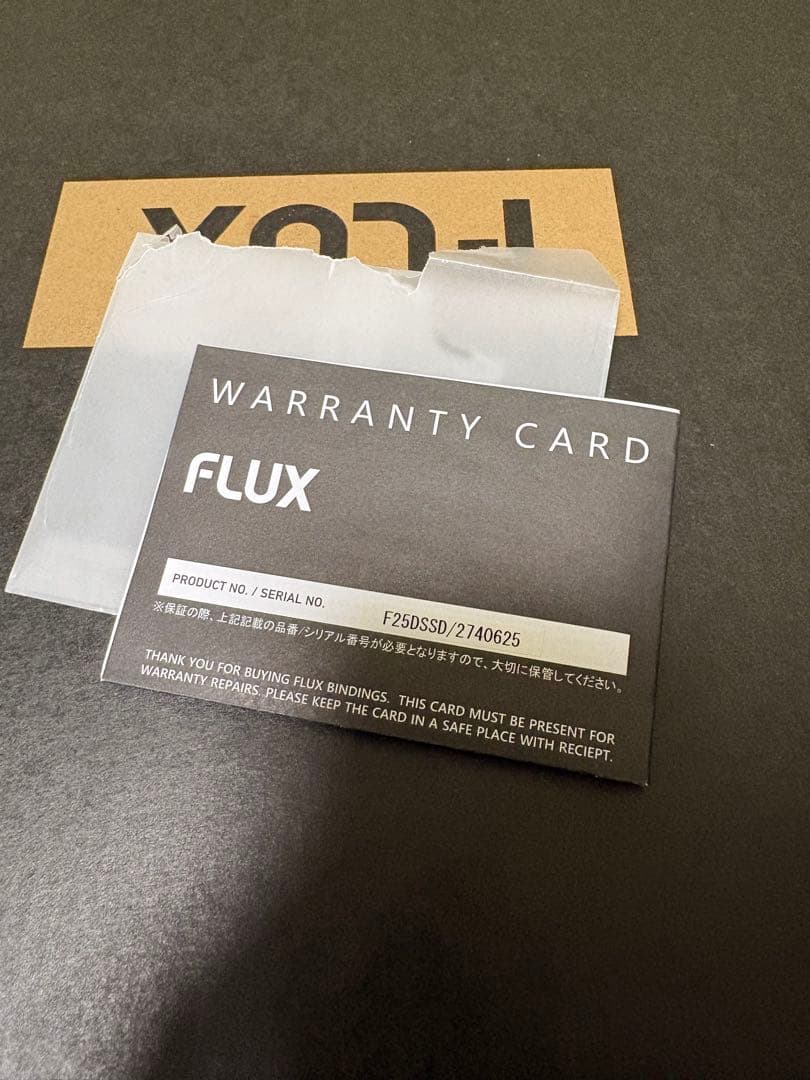 FLUX
WARRANTY CARD
FLUX
PRODUCT NO. / SERIAL NO. F25DSSD/2740625
※保証の際、上記記載の品番/シリアル番号が必要となりますので、大切に保管してください。
THANK YOU FOR BUYING FLUX BINDINGS. THIS CARD MUST BE PRESENT FOR
WARRANTY REPAIRS. PLEASE KEEP THE CARD IN A SAFE PLACE WITH RECIEPT.